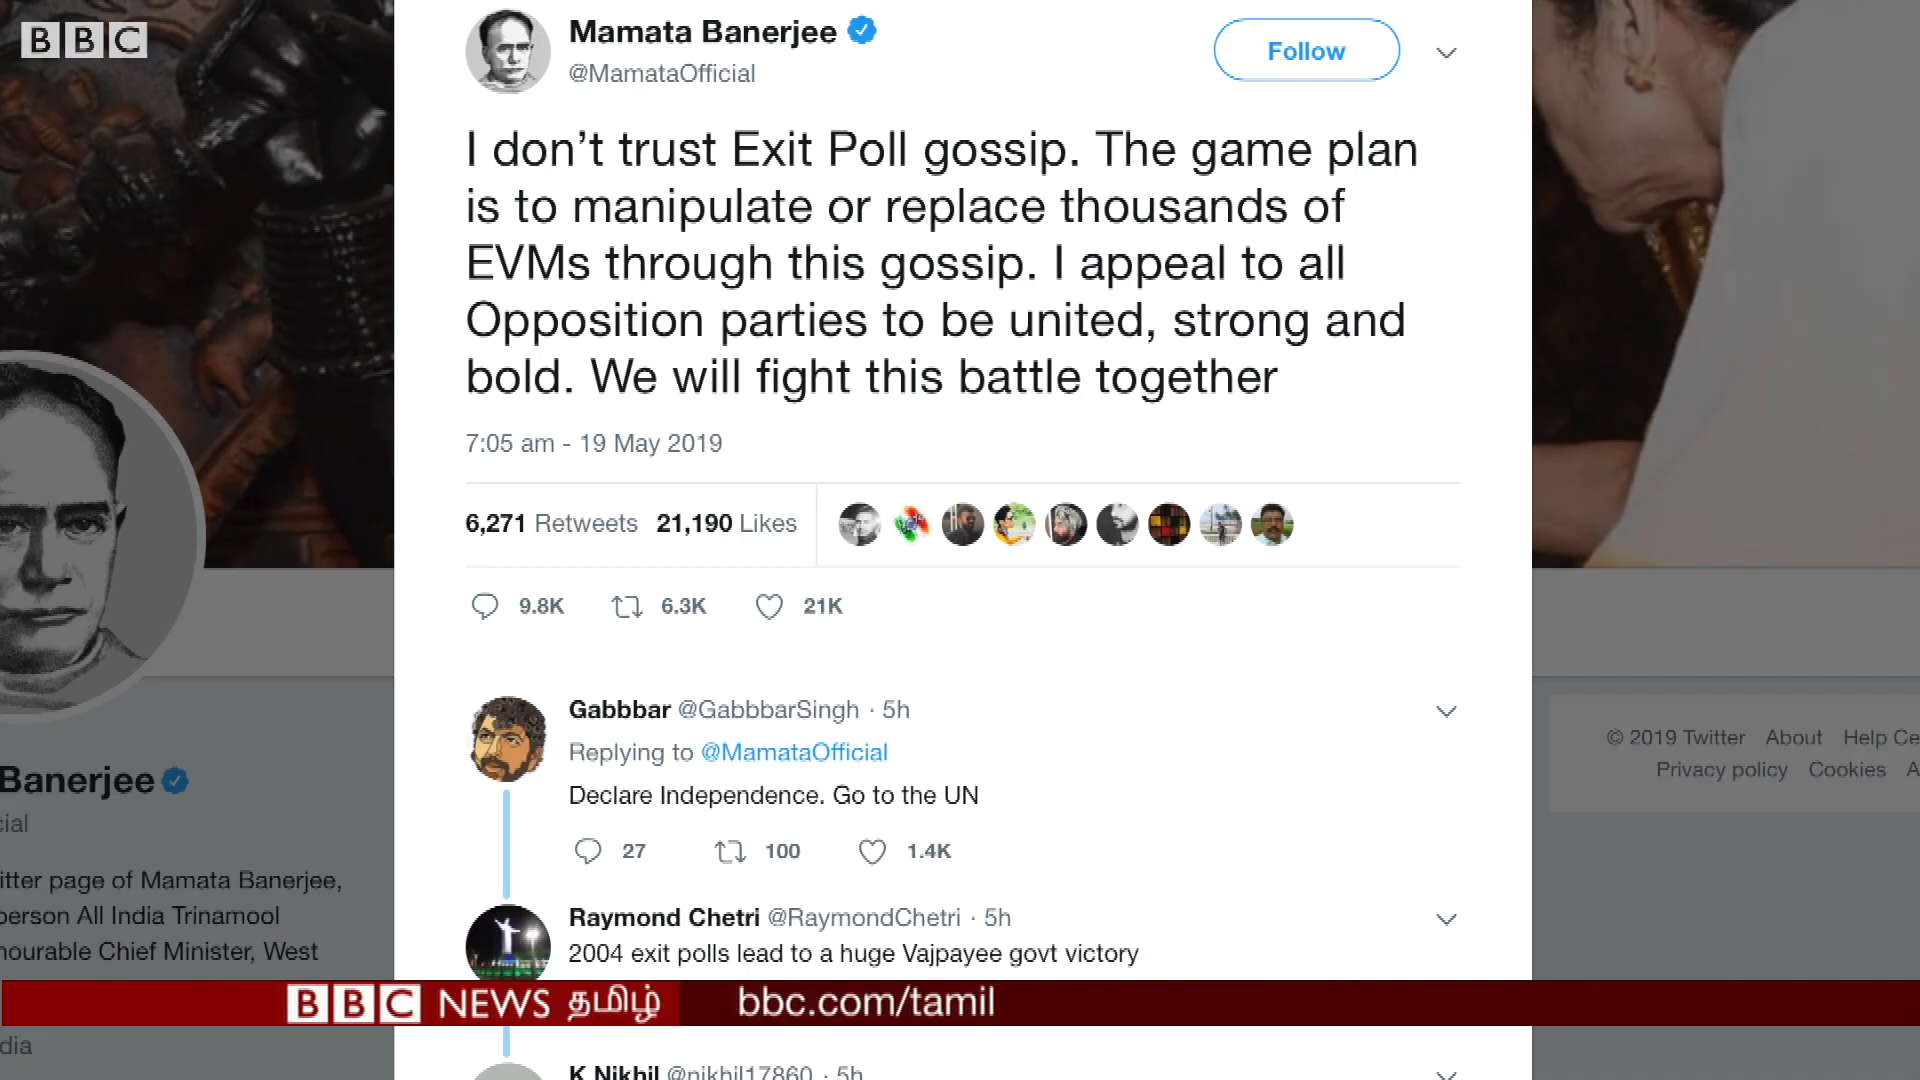 BBC
Mamata Banerjee
@MamataOfficial
Follow
I don’t trust Exit Poll gossip. The game plan
is to manipulate or replace thousands of
EVMs through this gossip. I appeal to all
Opposition parties to be united, strong and
bold. We will fight this battle together
7:05 am - 19 May 2019
6,271 Retweets 21,190 Likes
9.8K 6.3K 21K
Gabbbar @GabbbarSingh · 5h
Replying to @MamataOfficial
Declare Independence. Go to the UN
27 100 1.4K
Raymond Chetri @RaymondChetri · 5h
2004 exit polls lead to a huge Vajpayee govt victory
K Nikhil @nikhil17860 · 5h
Banerjee
cial
itter page of Mamata Banerjee,
person All India Trinamool
nourable Chief Minister, West
dia
© 2019 Twitter About Help Ce
Privacy policy Cookies A
BBC NEWS தமிழ் bbc.com/tamil